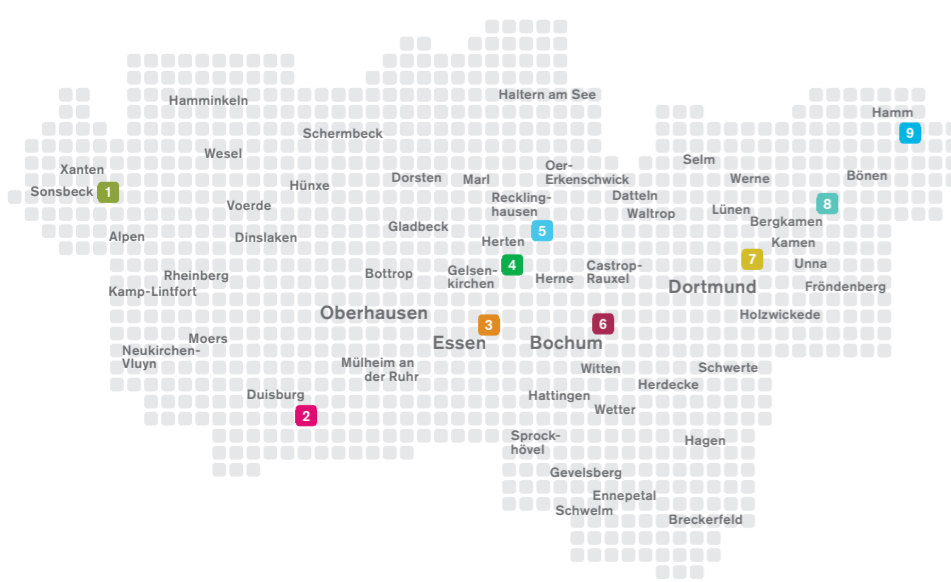 Haltern am See
Hamminkeln
Hamm
9
Schermbeck
Wesel
Selm
Xanten
Oer-
Erkenschwick
Bönen
Dorsten
Marl
Werne
Hünxe
Sonsbeck
1
Reckling-
hausen
Datteln
8
Voerde
Waltrop
Lünen
Bergkamen
Gladbeck
5
Alpen
Dinslaken
Herten
Kamen
7
4
Unna
Rheinberg
Bottrop
Gelsen-
kirchen
Herne
Castrop-
Rauxel
Dortmund
Fröndenberg
Kamp-Lintfort
Oberhausen
Holzwickede
3
6
Essen
Bochum
Moers
Neukirchen-
Vluyn
Mülheim an
der Ruhr
Witten
Schwerte
Herdecke
Duisburg
Hattingen
Wetter
2
Sprock-
hövel
Hagen
Gevelsberg
Ennepetal
Schwelm
Breckerfeld